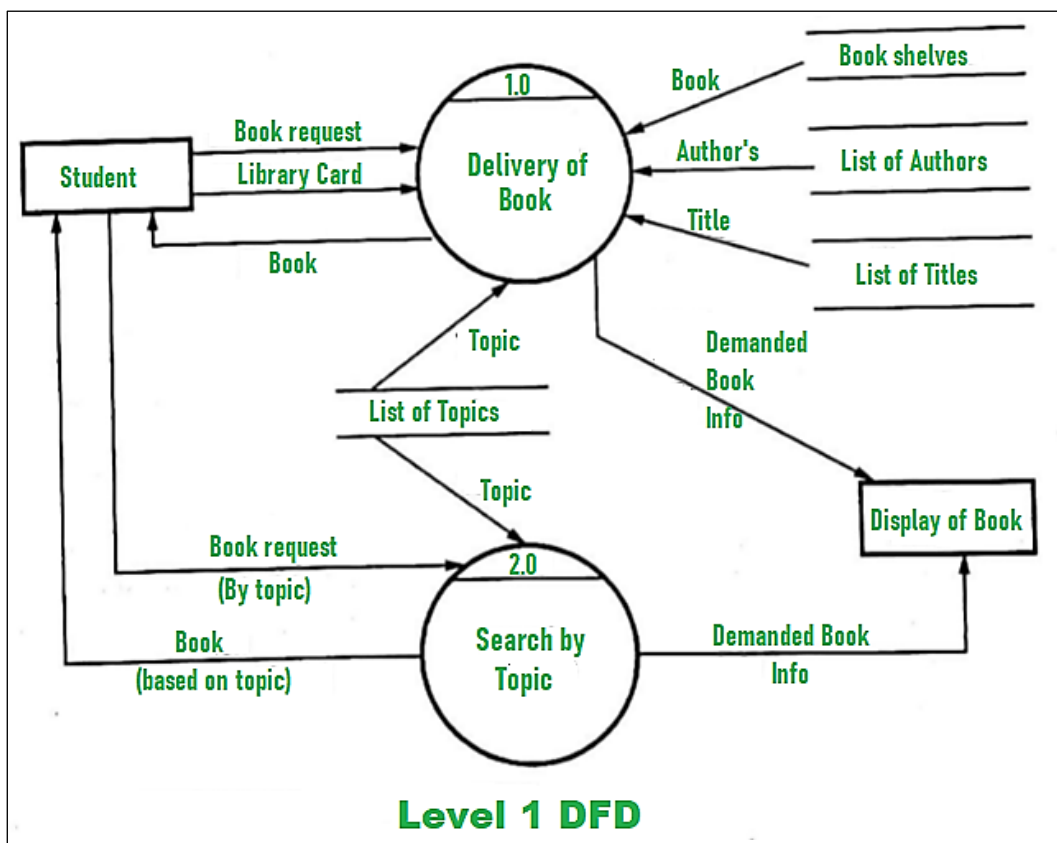 1.0
Delivery of
Book
Student
Book request
Library Card
Book
Book
Author's
Title
Book shelves
List of Authors
List of Titles
Topic
List of Topics
Topic
Demanded
Book
Info
Display of Book
Book request
(By topic)
Book
(based on topic)
2.0
Search by
Topic
Demanded Book
Info
Level 1 DFD